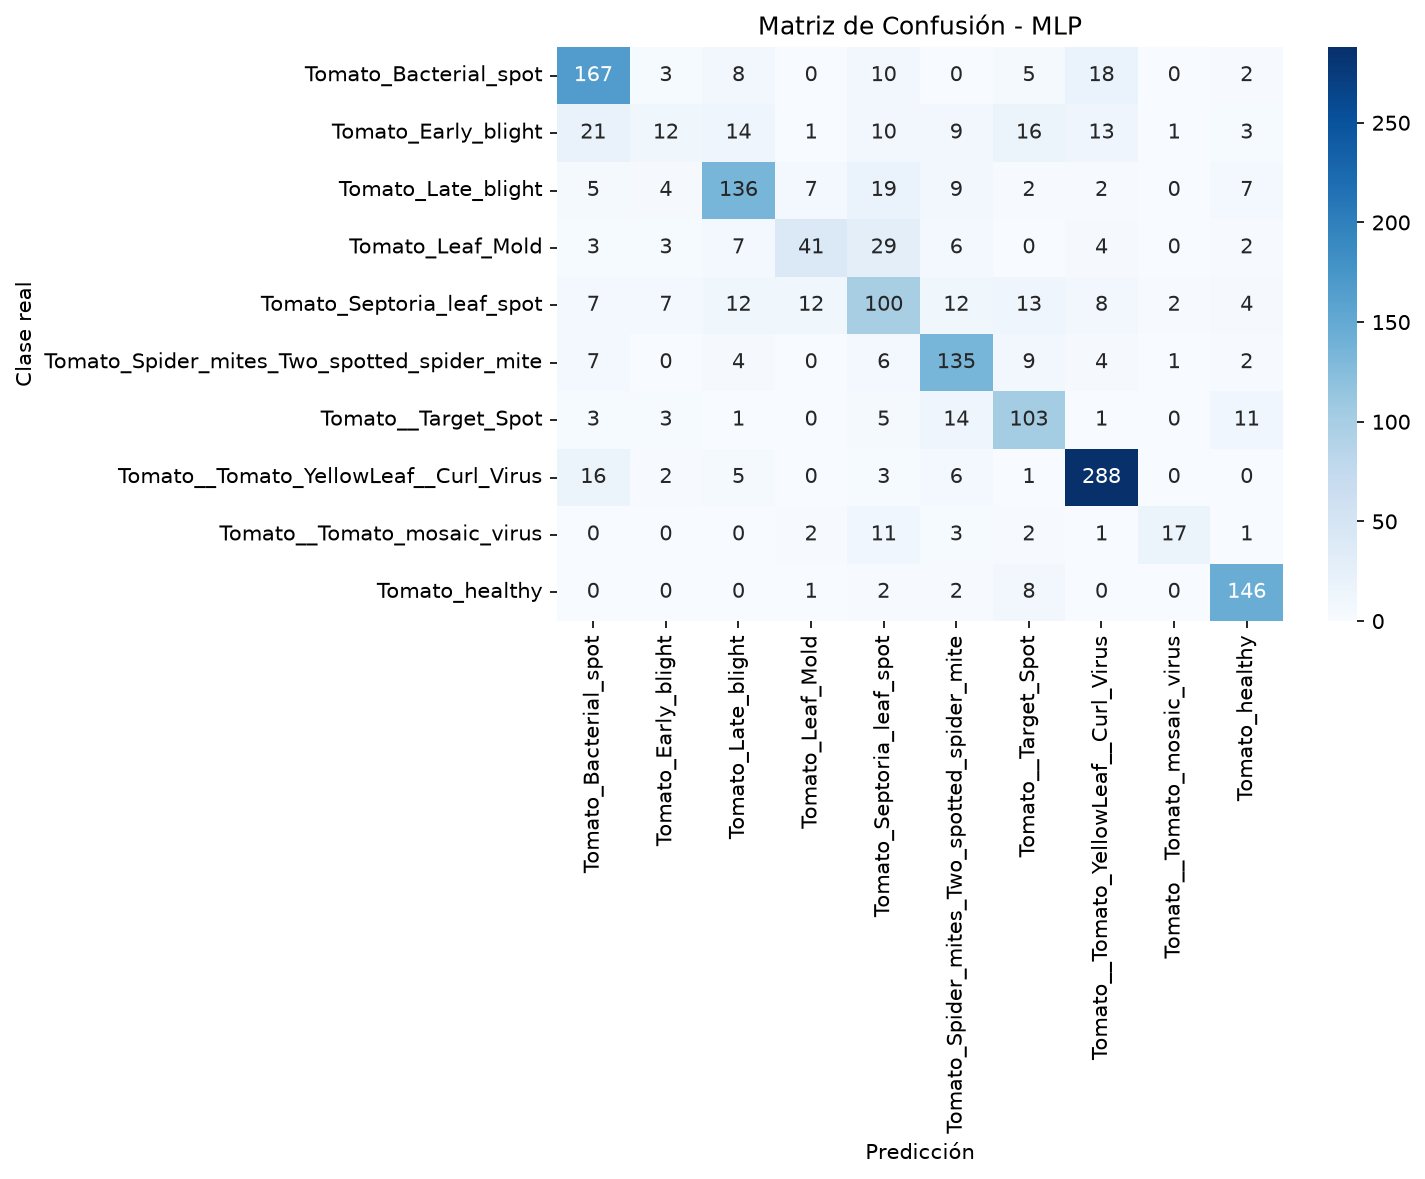 Matriz de Confusión - MLP
Clase real
Tomato_Bacterial_spot 167 3 8 0 10 0 5 18 0 2
Tomato_Early_blight 21 12 14 1 10 9 16 13 1 3
Tomato_Late_blight 5 4 136 7 19 9 2 2 0 7
Tomato_Leaf_Mold 3 3 7 41 29 6 0 4 0 2
Tomato_Septoria_leaf_spot 7 7 12 12 100 12 13 8 2 4
Tomato_Spider_mites_Two_spotted_spider_mite 7 0 4 0 6 135 9 4 1 2
Tomato__Target_Spot 3 3 1 0 5 14 103 1 0 11
Tomato__Tomato_YellowLeaf__Curl_Virus 16 2 5 0 3 6 1 288 0 0
Tomato__Tomato_mosaic_virus 0 0 0 2 11 3 2 1 17 1
Tomato_healthy 0 0 0 1 2 2 8 0 0 146
Tomato_Bacterial_spot
Tomato_Early_blight
Tomato_Late_blight
Tomato_Leaf_Mold
Tomato_Septoria_leaf_spot
Tomato_Spider_mites_Two_spotted_spider_mite
Tomato__Target_Spot
Tomato__Tomato_YellowLeaf__Curl_Virus
Tomato__Tomato_mosaic_virus
Tomato_healthy
Predicción
250
200
150
100
50
0